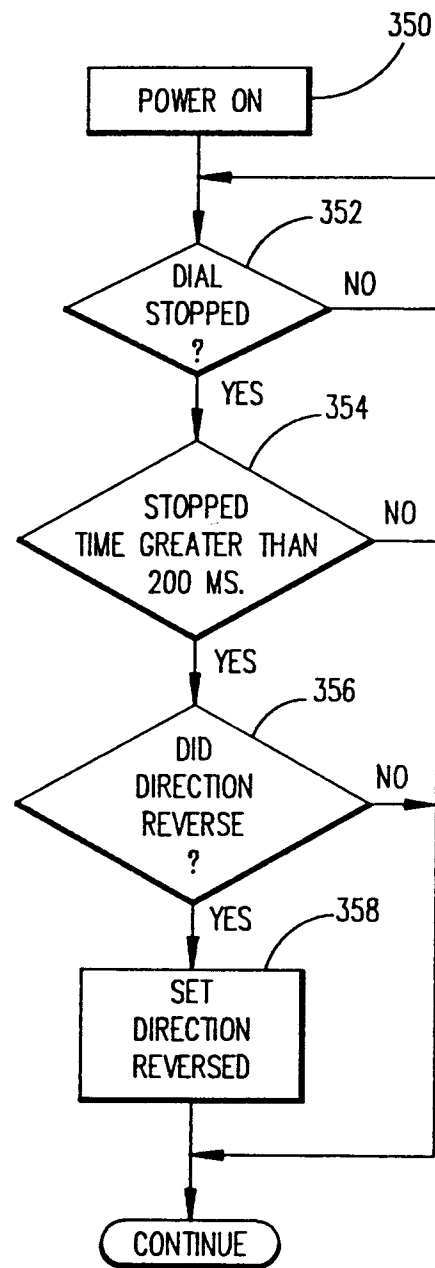 350
POWER ON
352
DIAL
STOPPED
?
NO
YES
354
STOPPED
TIME GREATER THAN
200 MS.
NO
YES
356
DID
DIRECTION
REVERSE
?
NO
YES
358
SET
DIRECTION
REVERSED
CONTINUE